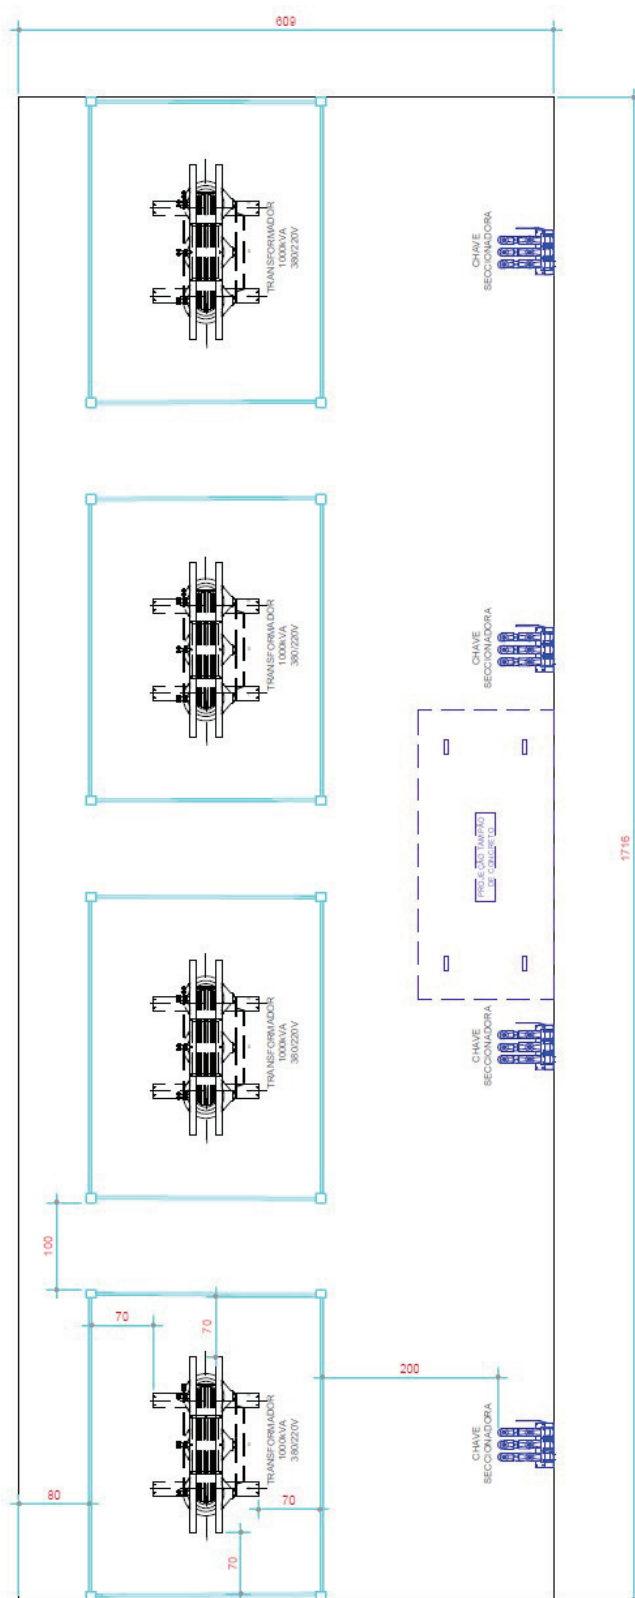 609
TRANSFORMADOR
1000kVA
380/220V
CHAVE
SECCIONADORA
TRANSFORMADOR
1000kVA
380/220V
CHAVE
SECCIONADORA
PROJEÇÃO TAMPÃO
DE CONCRETO
1716
TRANSFORMADOR
1000kVA
380/220V
CHAVE
SECCIONADORA
100
70
70
200
TRANSFORMADOR
1000kVA
380/220V
CHAVE
SECCIONADORA
80
70
70